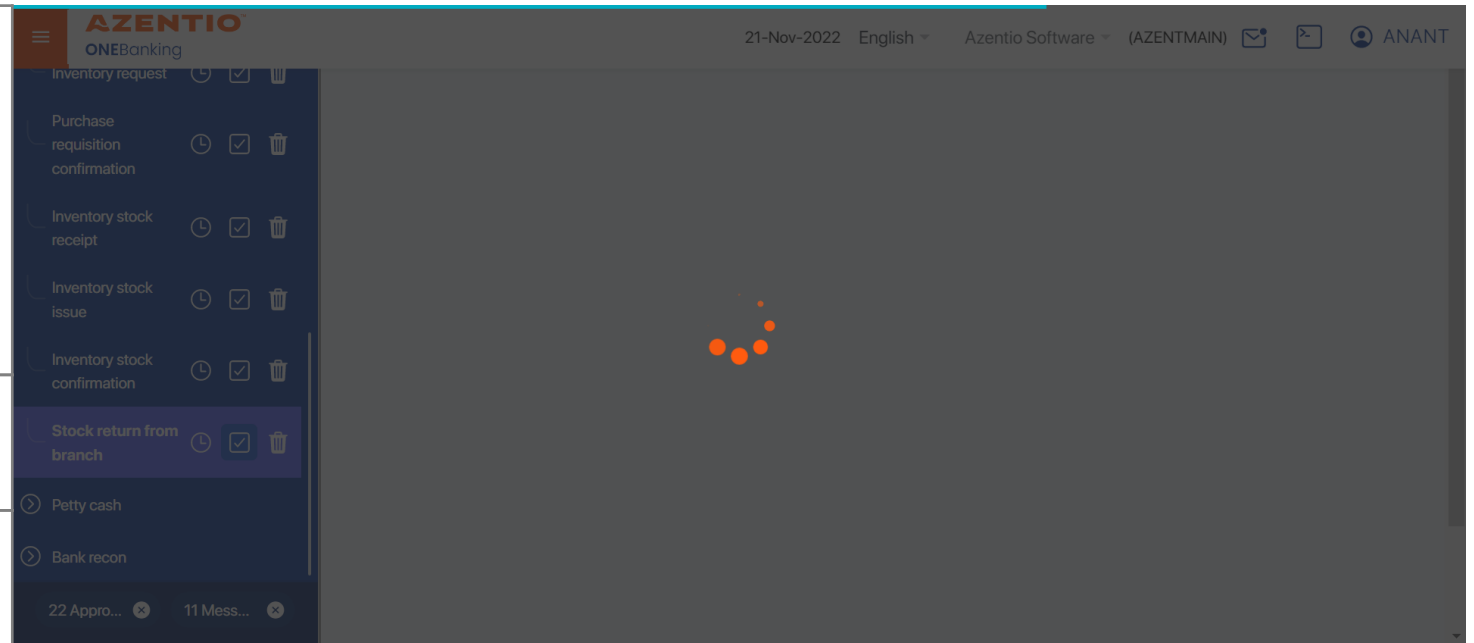 AZENTIO
ONEBanking
21-Nov-2022 English Azentio Software (AZENTMAIN) ANANT
Inventory request
Purchase
requisition
confirmation
Inventory stock
receipt
Inventory stock
issue
Inventory stock
confirmation
Stock return from
branch
Petty cash
Bank recon
22 Appro... 11 Mess...